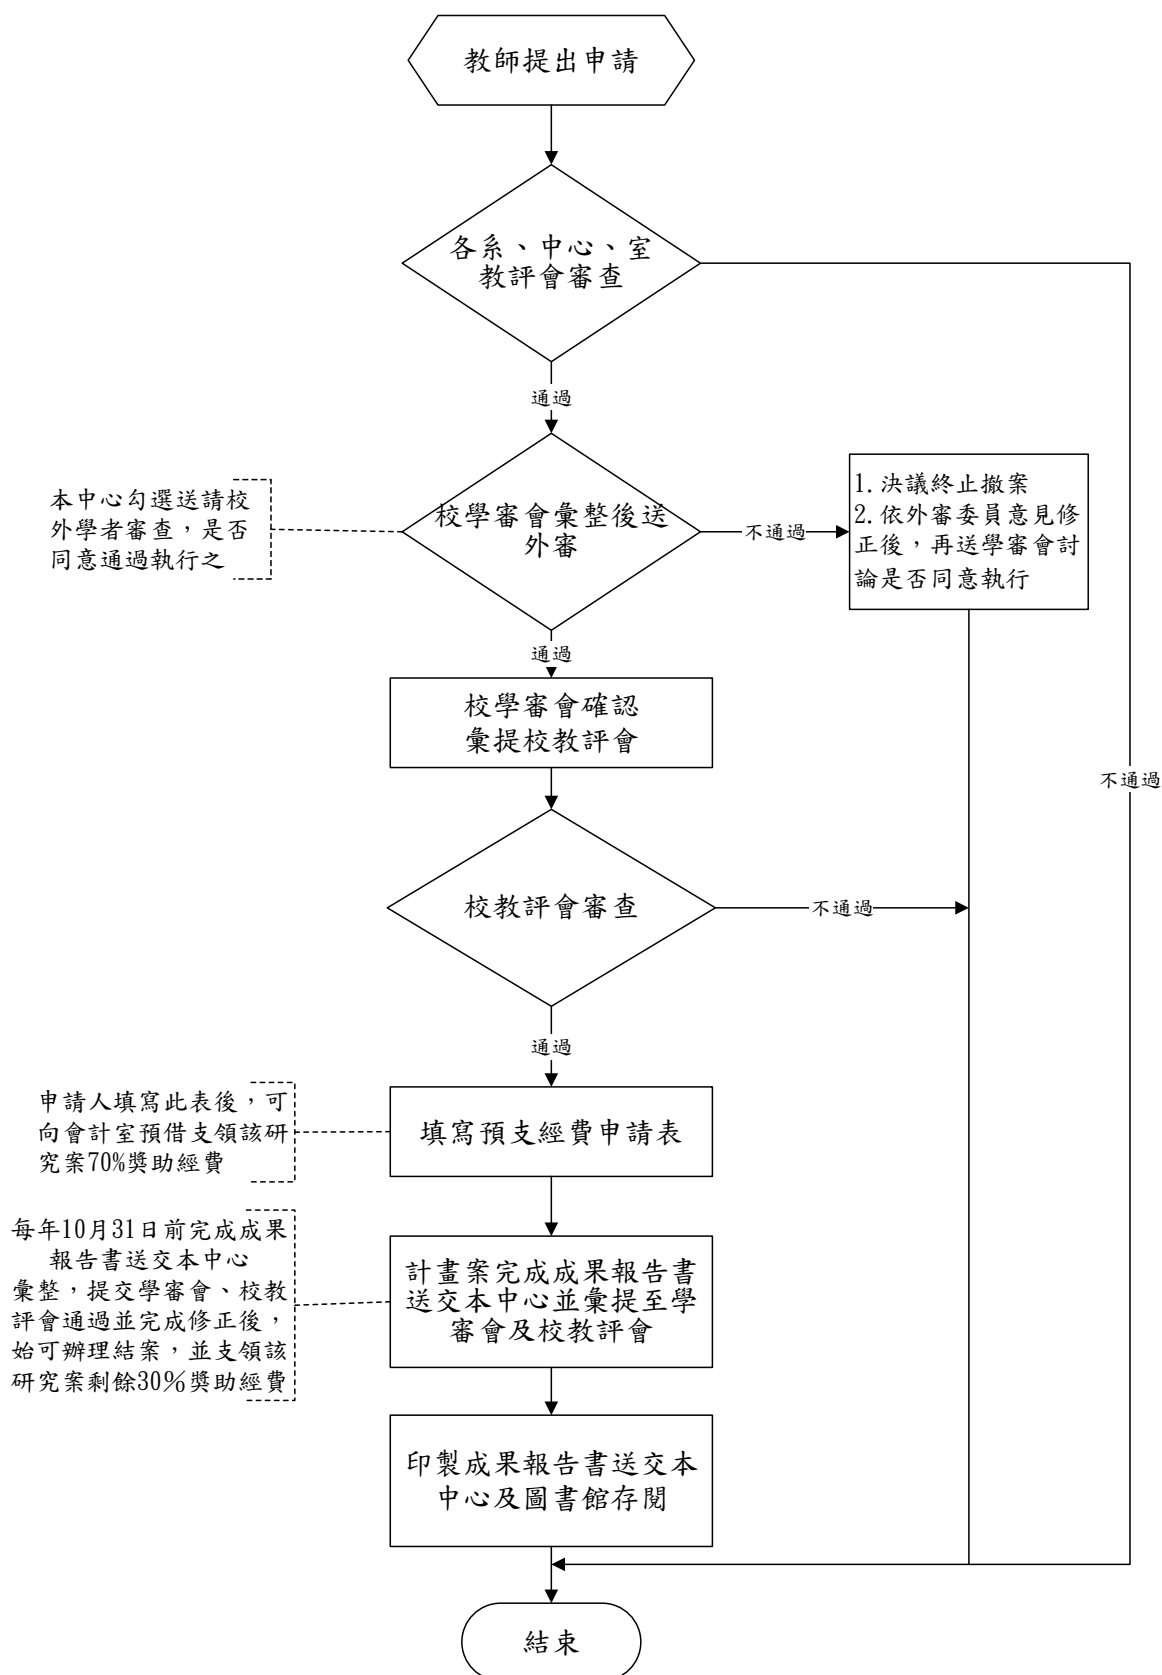 教師提出申請
各系、中心、室
教評會審查
通過
不通過
本中心勾選送請校
外學者審查，是否
同意通過執行之
校學審會彙整後送
外審
不通過
1.決議終止撤案
2.依外審委員意見修
正後，再送學審會討
論是否同意執行
通過
校學審會確認
彙提校教評會
校教評會審查
不通過
通過
申請人填寫此表後，可
向會計室預借支領該研
究案70%獎助經費
填寫預支經費申請表
每年10月31日前完成成果
報告書送交本中心
彙整，提交學審會、校教
評會通過並完成修正後，
始可辦理結案，並支領該
研究案剩餘30%獎助經費
計畫案完成成果報告書
送交本中心並彙提至學
審會及校教評會
印製成果報告書送交本
中心及圖書館存閱
結束